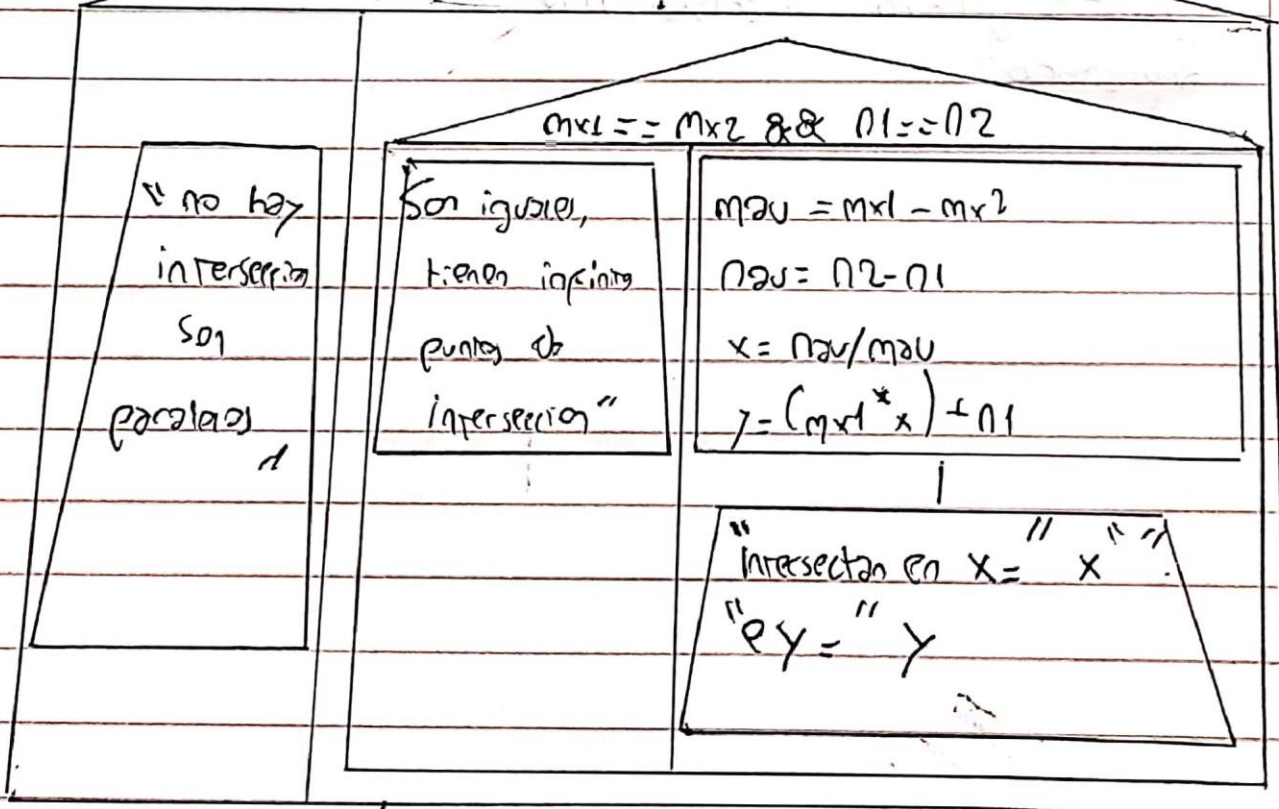 mx1 == mx2 && n1==n2
"no hay
intersección
son
paralelas
"
"Son iguales,
tienen infinitos
puntos de
interseccion"
mau = mx1 - mx2
nau = n2-n1
x = nau/mau
y = (mx1*x) + n1
"Intersectan en x=" x " "
"e y=" y